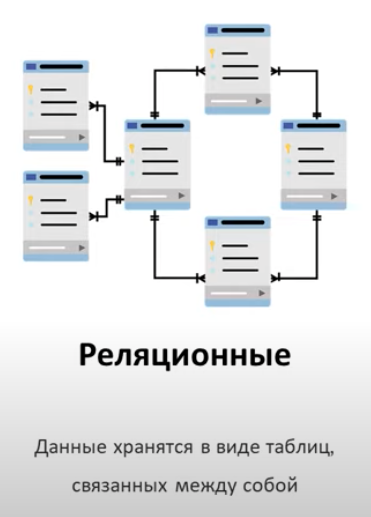 Реляционные
Данные хранятся в виде таблиц,
связанных между собой